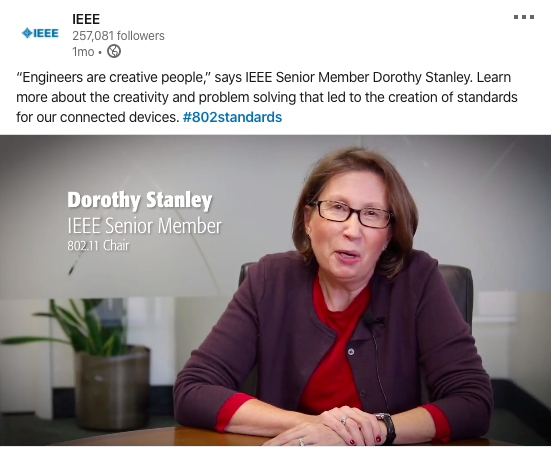 IEEE
IEEE
257,081 followers
1mo •
“Engineers are creative people,” says IEEE Senior Member Dorothy Stanley. Learn
more about the creativity and problem solving that led to the creation of standards
for our connected devices. #802standards
Dorothy Stanley
IEEE Senior Member
802.11 Chair